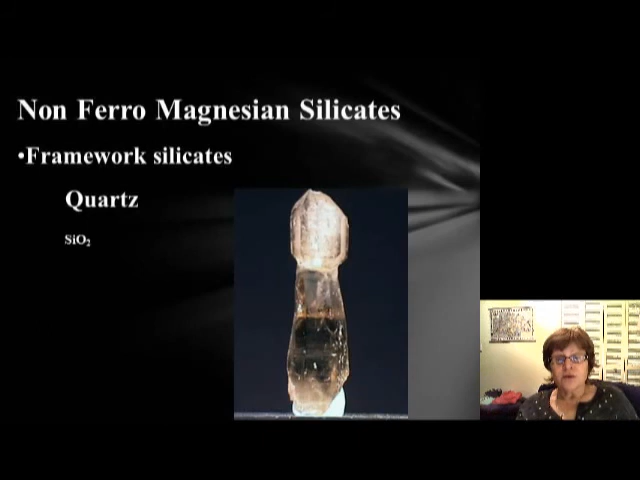 Non Ferro Magnesian Silicates
•Framework silicates
Quartz
SiO₂